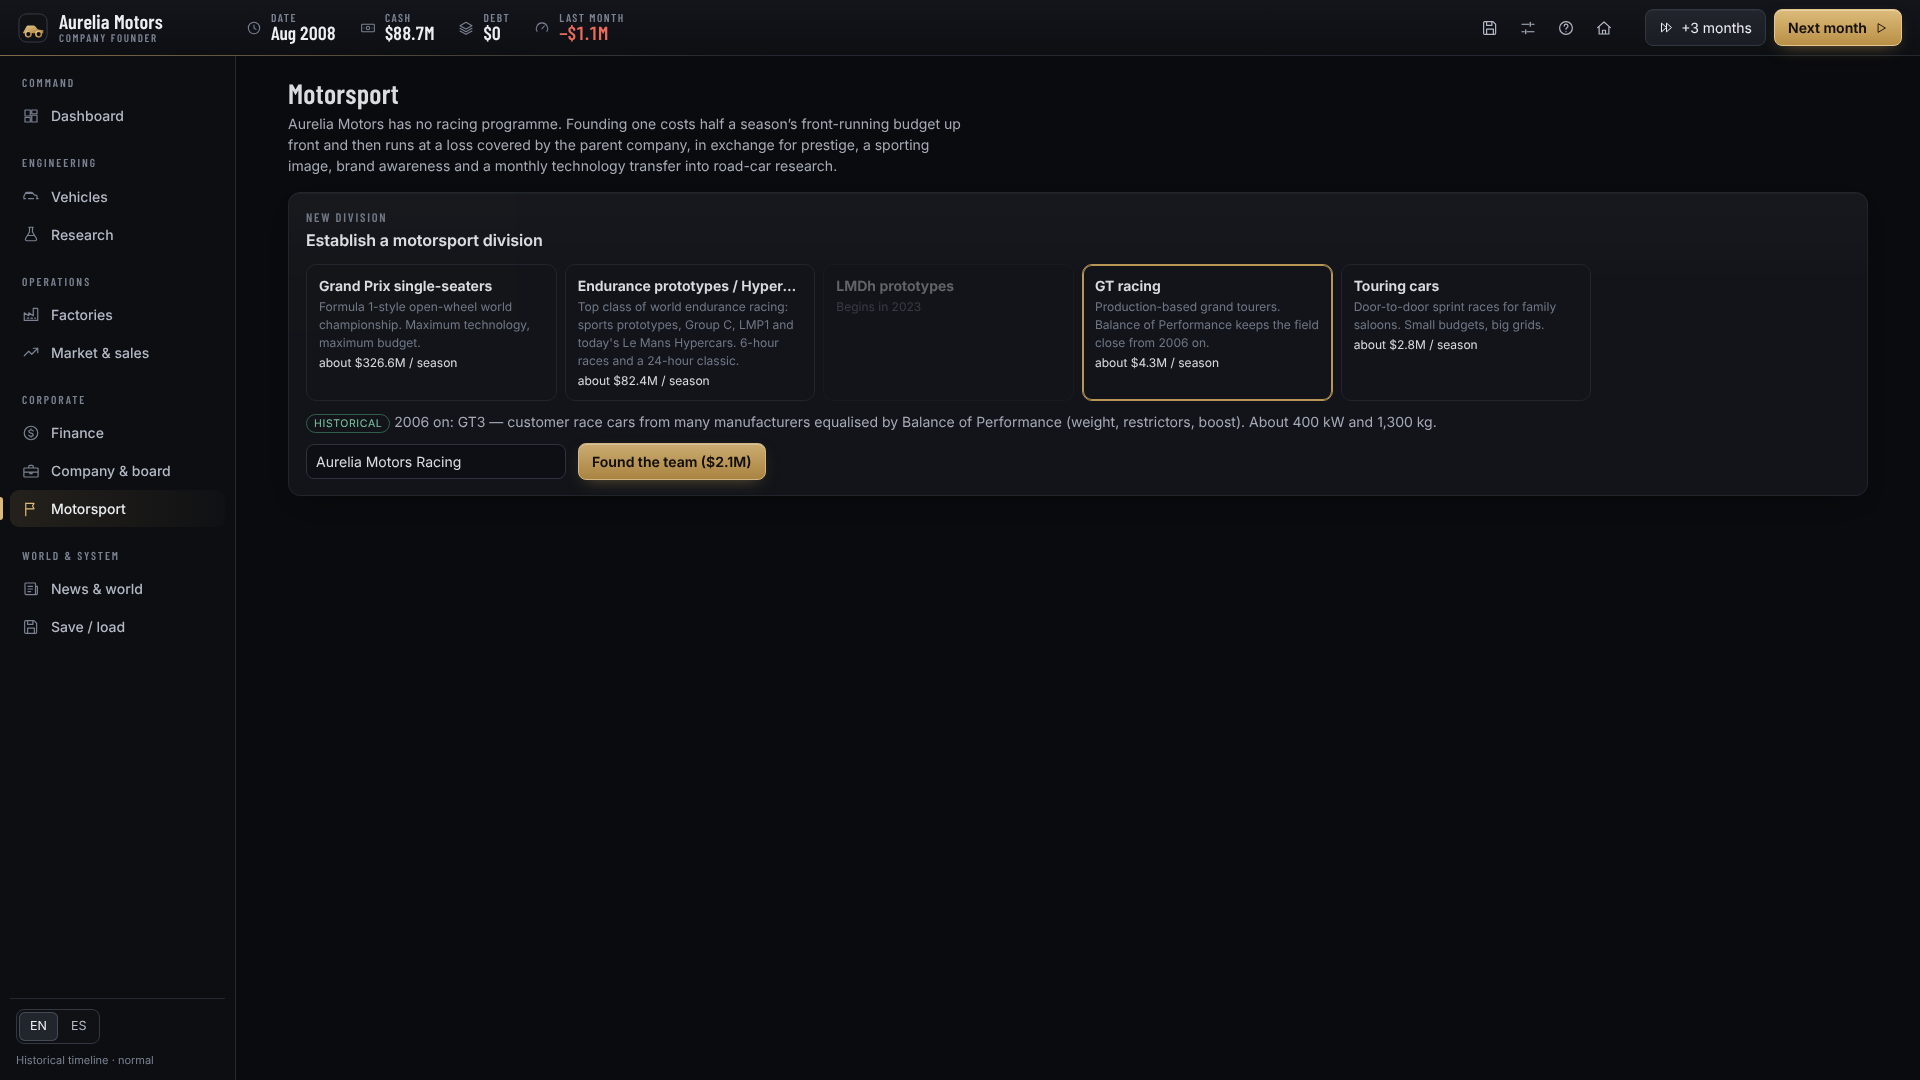 Aurelia Motors
COMPANY FOUNDER
DATE
Aug 2008
CASH
$88.7M
DEBT
$0
LAST MONTH
−$1.1M
+3 months
Next month
COMMAND
Dashboard
ENGINEERING
Vehicles
Research
OPERATIONS
Factories
Market & sales
CORPORATE
Finance
Company & board
Motorsport
WORLD & SYSTEM
News & world
Save / load
EN ES
Historical timeline · normal
Motorsport
Aurelia Motors has no racing programme. Founding one costs half a season's front-running budget up
front and then runs at a loss covered by the parent company, in exchange for prestige, a sporting
image, brand awareness and a monthly technology transfer into road-car research.
NEW DIVISION
Establish a motorsport division
Grand Prix single-seaters
Formula 1-style open-wheel world
championship. Maximum technology,
maximum budget.
about $326.6M / season
Endurance prototypes / Hyper...
Top class of world endurance racing:
sports prototypes, Group C, LMP1 and
today's Le Mans Hypercars. 6-hour
races and a 24-hour classic.
about $82.4M / season
LMDh prototypes
Begins in 2023
GT racing
Production-based grand tourers.
Balance of Performance keeps the field
close from 2006 on.
about $4.3M / season
Touring cars
Door-to-door sprint races for family
saloons. Small budgets, big grids.
about $2.8M / season
HISTORICAL 2006 on: GT3 — customer race cars from many manufacturers equalised by Balance of Performance (weight, restrictors, boost). About 400 kW and 1,300 kg.
Aurelia Motors Racing
Found the team ($2.1M)